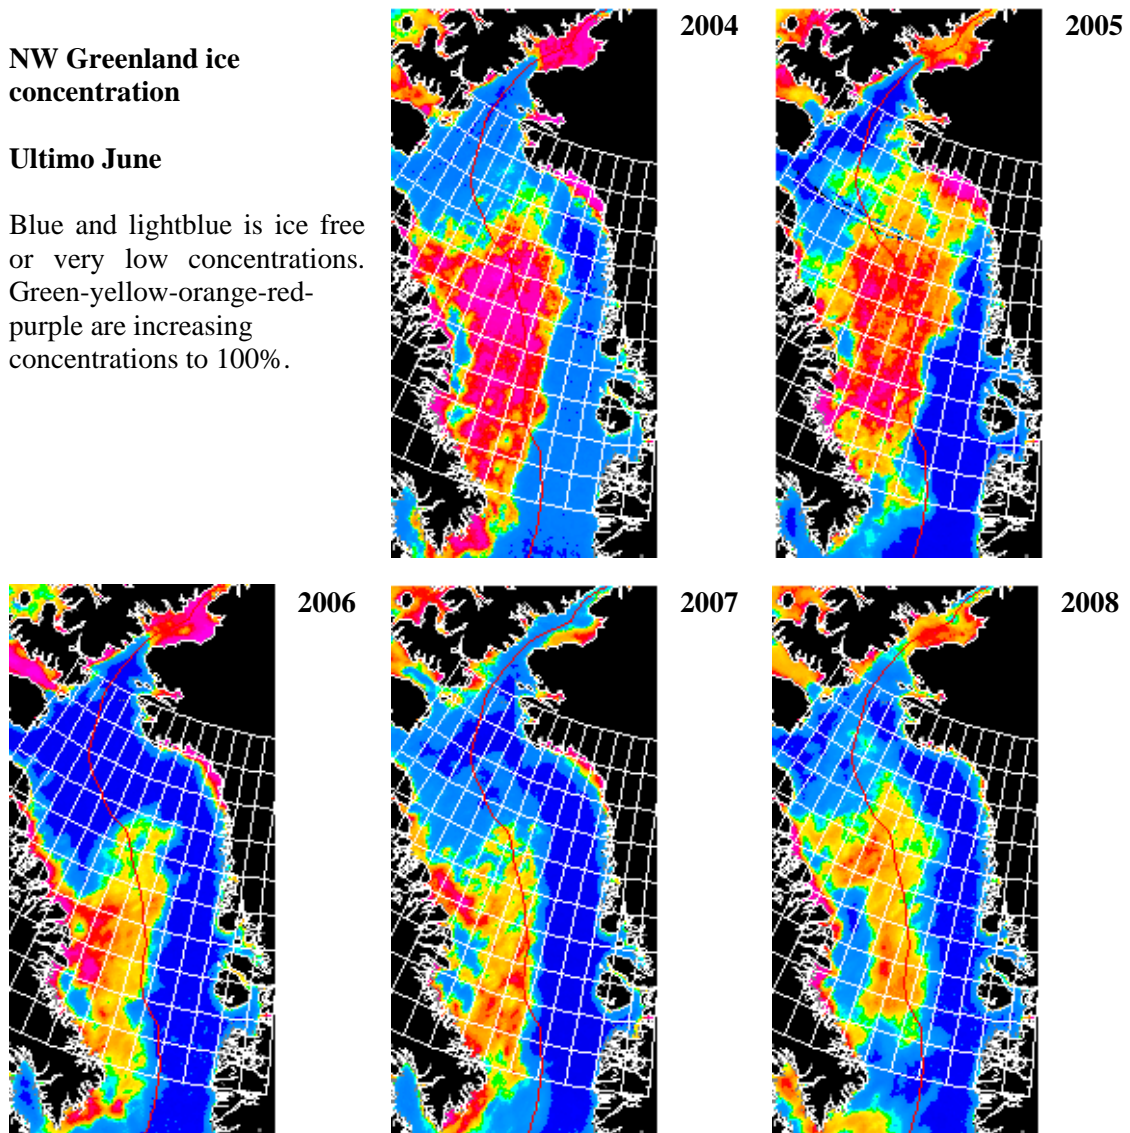 NW Greenland ice
concentration
Ultimo June
Blue and lightblue is ice free
or very low concentrations.
Green-yellow-orange-red-
purple are increasing
concentrations to 100%.
2004
2005
2006
2007
2008